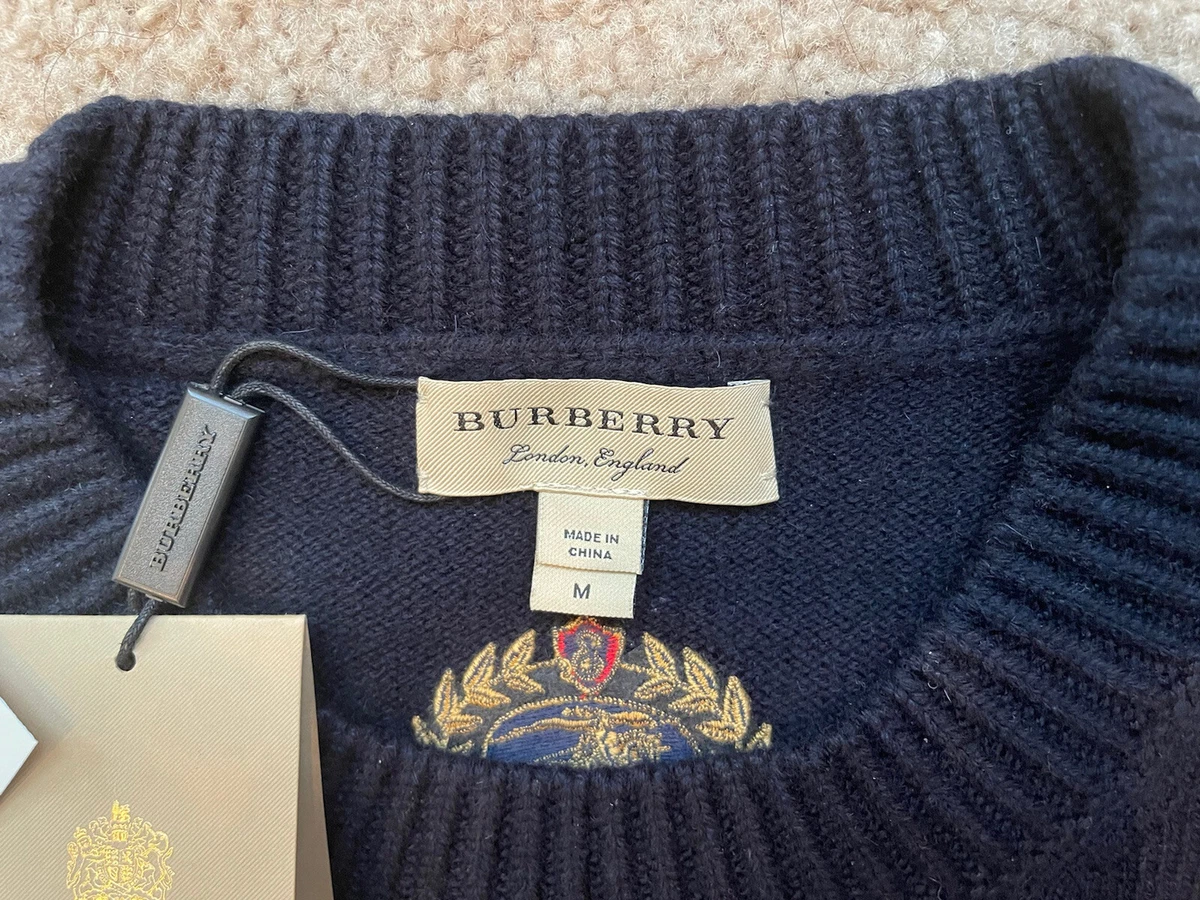 BURBERRY
London, England
MADE IN
CHINA
M
BURBERRY